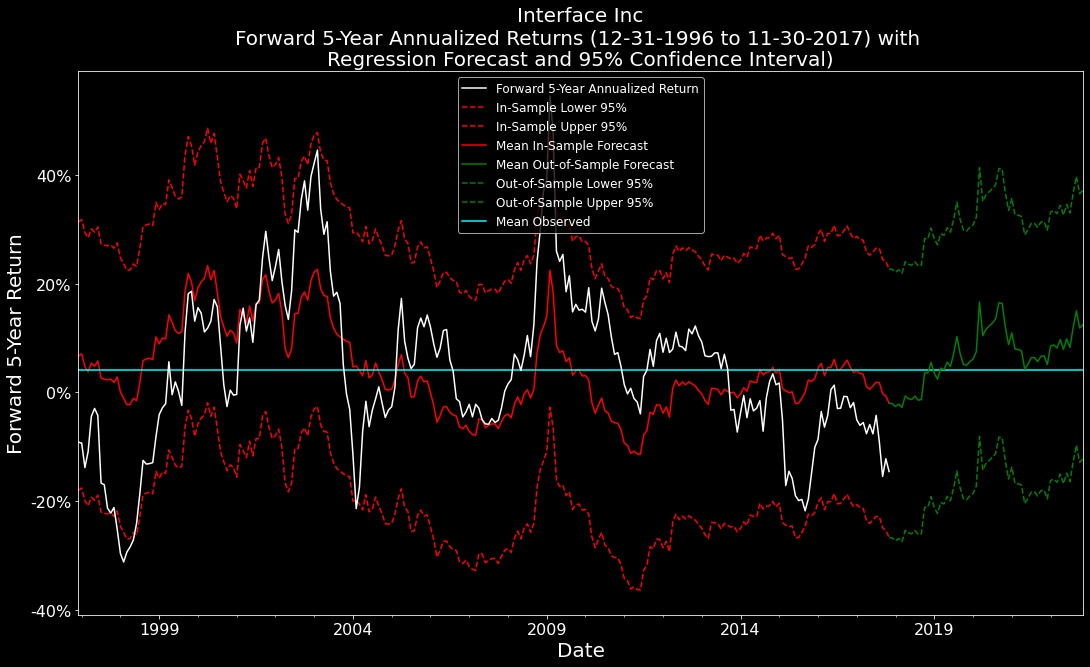 Interface Inc
Forward 5-Year Annualized Returns (12-31-1996 to 11-30-2017) with
Regression Forecast and 95% Confidence Interval)
Forward 5-Year Annualized Return
In-Sample Lower 95%
In-Sample Upper 95%
Mean In-Sample Forecast
Mean Out-of-Sample Forecast
Out-of-Sample Lower 95%
Out-of-Sample Upper 95%
Mean Observed
Forward 5-Year Return
40%
20%
0%
-20%
-40%
1999
2004
2009
2014
2019
Date